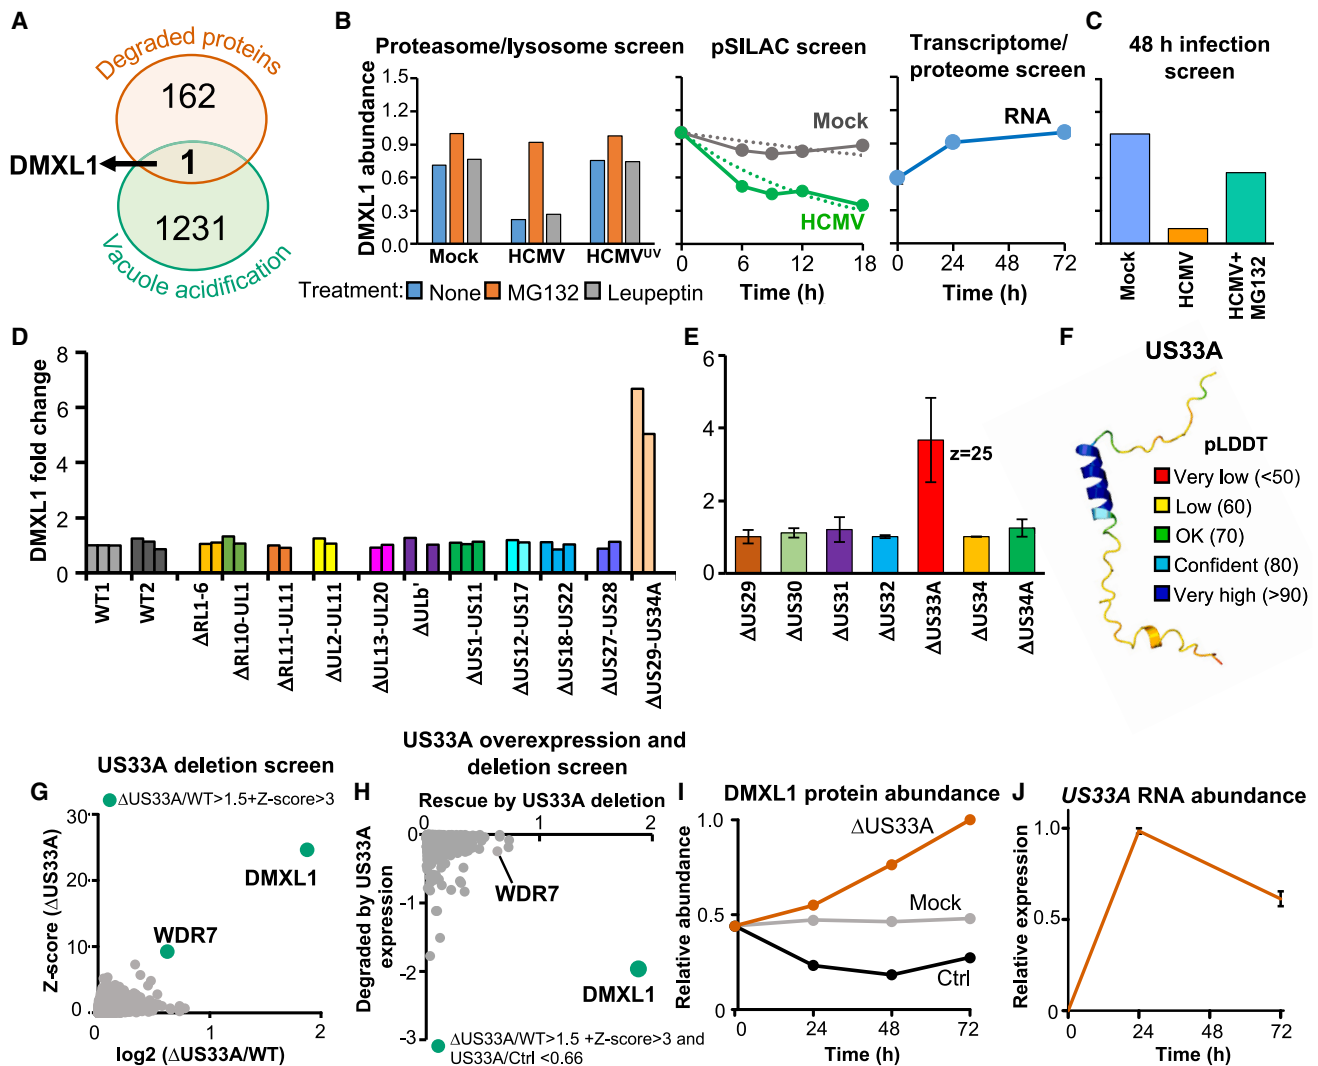 A
Degraded proteins
162
DMXL1
1
1231
Vacuole acidification
B
Proteasome/lysosome screen
DMXL1 abundance
1.5
1.2
0.9
0.6
0.3
0.0
Mock
HCMV
HCMVUV
Treatment:
None
MG132
Leupeptin
pSILAC screen
Mock
HCMV
0
6
12
18
Time (h)
Transcriptome/
proteome screen
RNA
0
24
48
72
Time (h)
C
48 h infection
screen
Mock
HCMV
HCMV+
MG132
D
DMXL1 fold change
8
6
4
2
0
WT1
WT2
ΔRL1-6
ΔRL10-UL1
ΔRL11-UL11
ΔUL2-UL11
ΔUL13-UL20
ΔULb'
ΔUS1-US11
ΔUS12-US17
ΔUS18-US22
ΔUS27-US28
ΔUS29-US34A
E
6
4
2
0
z=25
ΔUS29
ΔUS30
ΔUS31
ΔUS32
ΔUS33A
ΔUS34
ΔUS34A
F
US33A
pLDDT
Very low (<50)
Low (60)
OK (70)
Confident (80)
Very high (>90)
G
US33A deletion screen
ΔUS33A/WT>1.5+Z-score>3
Z-score (ΔUS33A)
30
20
10
0
DMXL1
WDR7
0
1
2
log2 (ΔUS33A/WT)
H
US33A overexpression and
deletion screen
Rescue by US33A deletion
0
1
2
Degraded by US33A
expression
0
-1
-2
-3
WDR7
DMXL1
ΔUS33A/WT>1.5 +Z-score>3 and
US33A/Ctrl <0.66
I
DMXL1 protein abundance
Relative abundance
1.0
0.5
0
ΔUS33A
Mock
Ctrl
0
24
48
72
Time (h)
J
US33A RNA abundance
Relative expression
1.0
0.5
0
0
24
48
72
Time (h)